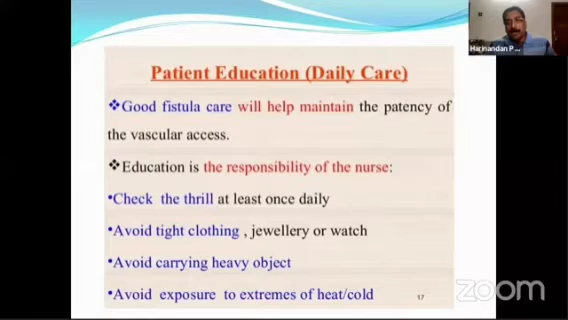 Patient Education (Daily Care)
❖Good fistula care will help maintain the patency of
the vascular access.
❖Education is the responsibility of the nurse:
•Check the thrill at least once daily
•Avoid tight clothing , jewellery or watch
•Avoid carrying heavy object
•Avoid exposure to extremes of heat/cold
17
Harinandan P ...
zoom